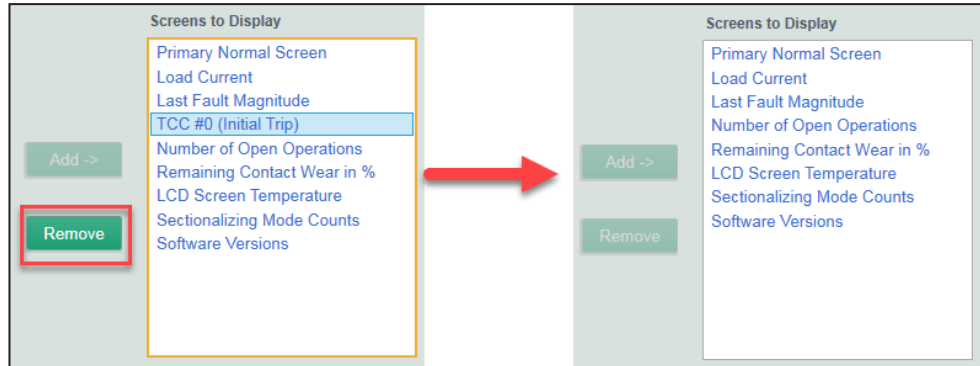 Screens to Display
Primary Normal Screen
Load Current
Last Fault Magnitude
TCC #0 (Initial Trip)
Number of Open Operations
Remaining Contact Wear in %
LCD Screen Temperature
Sectionalizing Mode Counts
Software Versions
Add ->
Remove
Screens to Display
Primary Normal Screen
Load Current
Last Fault Magnitude
Number of Open Operations
Remaining Contact Wear in %
LCD Screen Temperature
Sectionalizing Mode Counts
Software Versions
Add ->
Remove